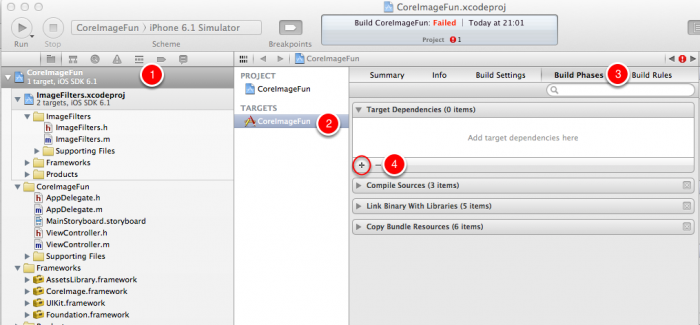 CoreImageFun.xcodeproj
CoreImageFun ⟩ iPhone 6.1 Simulator
Build CoreImageFun: Failed | Today at 21:01
Project 1
Run Stop Scheme Breakpoints
CoreImageFun
CoreImageFun
1 target, iOS SDK 6.1
1
ImageFilters.xcodeproj
2 targets, iOS SDK 6.1
ImageFilters
h ImageFilters.h
m ImageFilters.m
Supporting Files
Frameworks
Products
CoreImageFun
h AppDelegate.h
m AppDelegate.m
MainStoryboard.storyboard
h ViewController.h
m ViewController.m
Supporting Files
Frameworks
AssetsLibrary.framework
CoreImage.framework
UIKit.framework
Foundation.framework
PROJECT
CoreImageFun
TARGETS
CoreImageFun
2
Summary Info Build Settings Build Phases 3 Build Rules
Target Dependencies (0 items)
Add target dependencies here
+ − 4
Compile Sources (3 items)
Link Binary With Libraries (5 items)
Copy Bundle Resources (6 items)